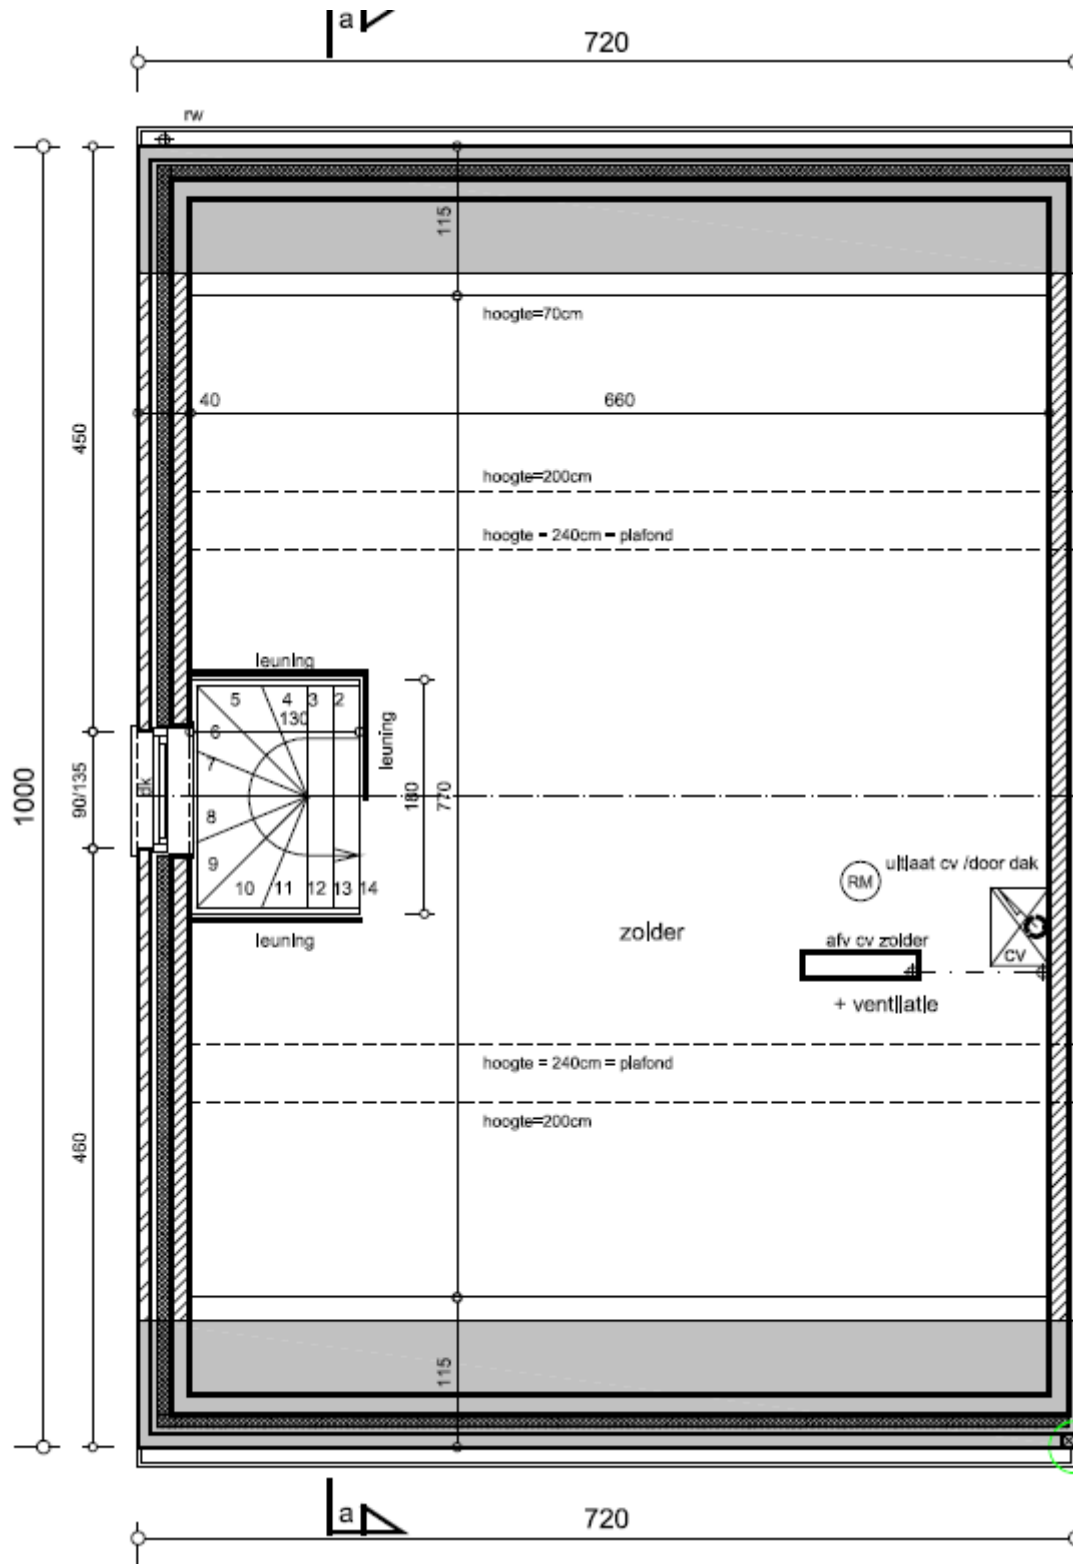 a
720
rw
115
hoogte=70cm
40
660
450
hoogte=200cm
hoogte = 240cm = plafond
leuning
5
4
3
2
130
6
leuning
7
1000
90/135
dk
180
770
8
uitlaat cv /door dak
RM
9
10
11
12
13
14
zolder
afv cv zolder
CV
leuning
+ ventilatie
hoogte = 240cm = plafond
hoogte=200cm
460
115
a
720